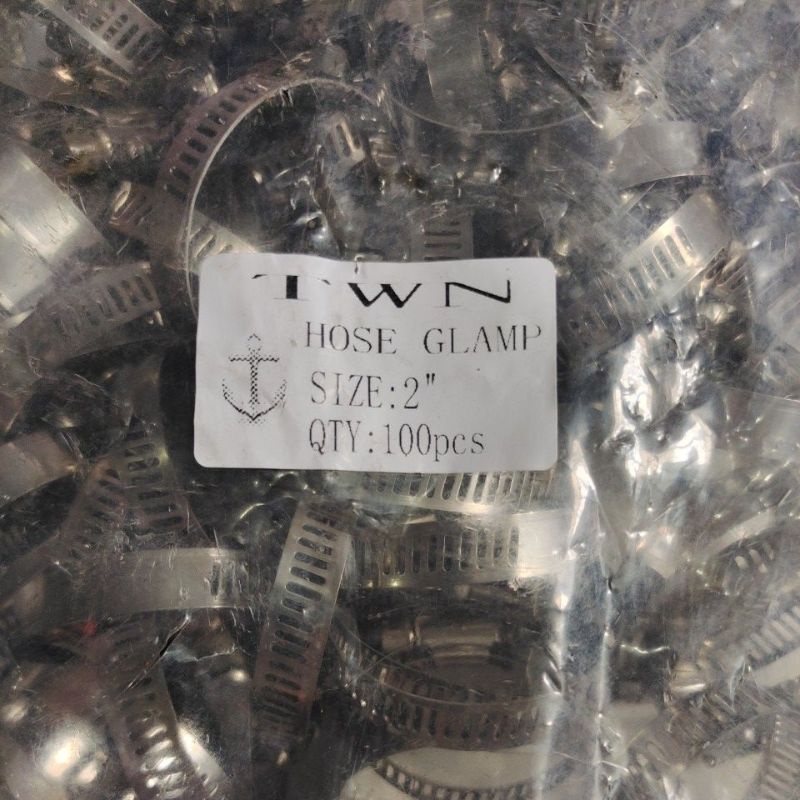 TWN
HOSE GLAMP
SIZE:2"
QTY:100pcs